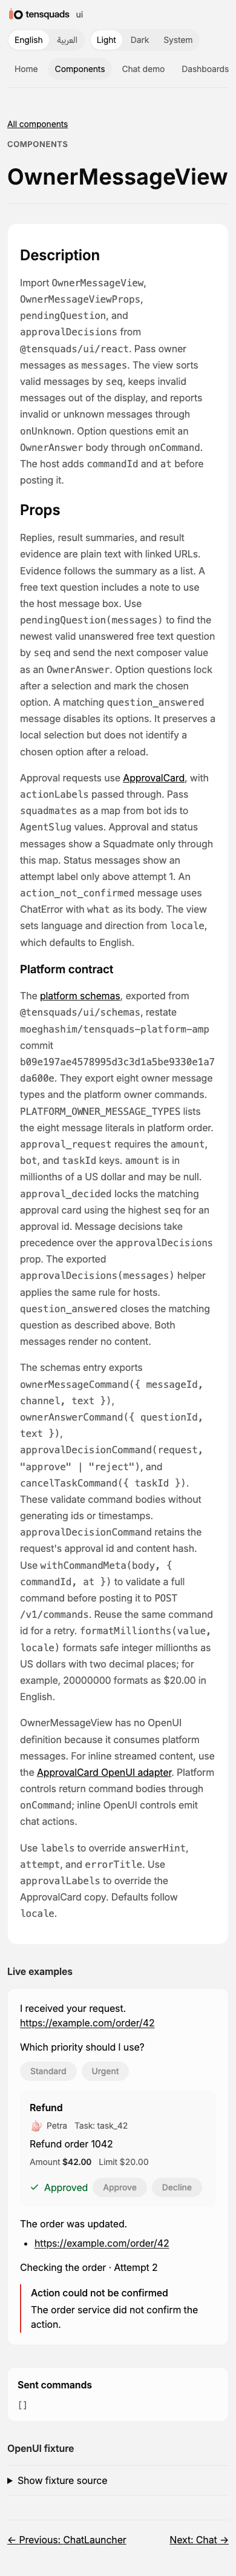 tensquads ui
English العربية Light Dark System
Home Components Chat demo Dashboards
All components
COMPONENTS
OwnerMessageView
Description
Import OwnerMessageView,
OwnerMessageViewProps,
pendingQuestion, and
approvalDecisions from
@tensquads/ui/react. Pass owner
messages as messages. The view sorts
valid messages by seq, keeps invalid
messages out of the display, and reports
invalid or unknown messages through
onUnknown. Option questions emit an
OwnerAnswer body through onCommand.
The host adds commandId and at before
posting it.
Props
Replies, result summaries, and result
evidence are plain text with linked URLs.
Evidence follows the summary as a list. A
free text question includes a note to use
the host message box. Use
pendingQuestion(messages) to find the
newest valid unanswered free text question
by seq and send the next composer value
as an OwnerAnswer. Option questions lock
after a selection and mark the chosen
option. A matching question_answered
message disables its options. It preserves a
local selection but does not identify a
chosen option after a reload.
Approval requests use ApprovalCard, with
actionLabels passed through. Pass
squadmates as a map from bot ids to
AgentSlug values. Approval and status
messages show a Squadmate only through
this map. Status messages show an
attempt label only above attempt 1. An
action_not_confirmed message uses
ChatError with what as its body. The view
sets language and direction from locale,
which defaults to English.
Platform contract
The platform schemas, exported from
@tensquads/ui/schemas, restate
moeghashim/tensquads-platform-amp
commit
b09e197ae4578995d3c3d1a5be9330e1a7
da600e. They export eight owner message
types and the platform owner commands.
PLATFORM_OWNER_MESSAGE_TYPES lists
the eight message literals in platform order.
approval_request requires the amount,
bot, and taskId keys. amount is in
millionths of a US dollar and may be null.
approval_decided locks the matching
approval card using the highest seq for an
approval id. Message decisions take
precedence over the approvalDecisions
prop. The exported
approvalDecisions(messages) helper
applies the same rule for hosts.
question_answered closes the matching
question as described above. Both
messages render no content.
The schemas entry exports
ownerMessageCommand({ messageId,
channel, text }),
ownerAnswerCommand({ questionId,
text }),
approvalDecisionCommand(request,
"approve" | "reject"), and
cancelTaskCommand({ taskId }).
These validate command bodies without
generating ids or timestamps.
approvalDecisionCommand retains the
request's approval id and content hash.
Use withCommandMeta(body, {
commandId, at }) to validate a full
command before posting it to POST
/v1/commands. Reuse the same command
id for a retry. formatMillionths(value,
locale) formats safe integer millionths as
US dollars with two decimal places; for
example, 20000000 formats as $20.00 in
English.
OwnerMessageView has no OpenUI
definition because it consumes platform
messages. For inline streamed content, use
the ApprovalCard OpenUI adapter. Platform
controls return command bodies through
onCommand; inline OpenUI controls emit
chat actions.
Use labels to override answerHint,
attempt, and errorTitle. Use
approvalLabels to override the
ApprovalCard copy. Defaults follow
locale.
Live examples
I received your request.
https://example.com/order/42
Which priority should I use?
Standard Urgent
Refund
Petra Task: task_42
Refund order 1042
Amount $42.00 Limit $20.00
Approved Approve Decline
The order was updated.
• https://example.com/order/42
Checking the order · Attempt 2
Action could not be confirmed
The order service did not confirm the
action.
Sent commands
[]
OpenUI fixture
▶ Show fixture source
← Previous: ChatLauncher Next: Chat →